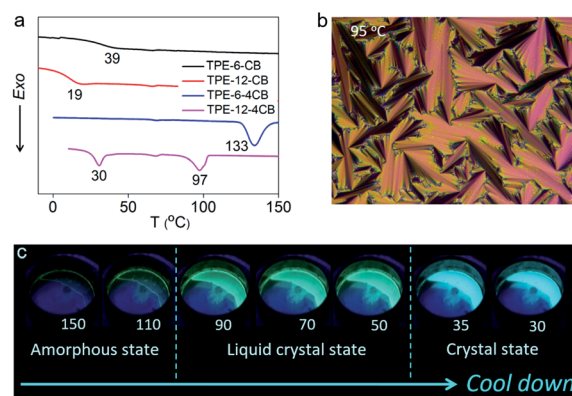 a
Exo
39
19
133
30
97
TPE-6-CB
TPE-12-CB
TPE-6-4CB
TPE-12-4CB
0
50
100
150
T (°C)
b
95 °C
c
150
110
90
70
50
35
30
Amorphous state
Liquid crystal state
Crystal state
Cool down